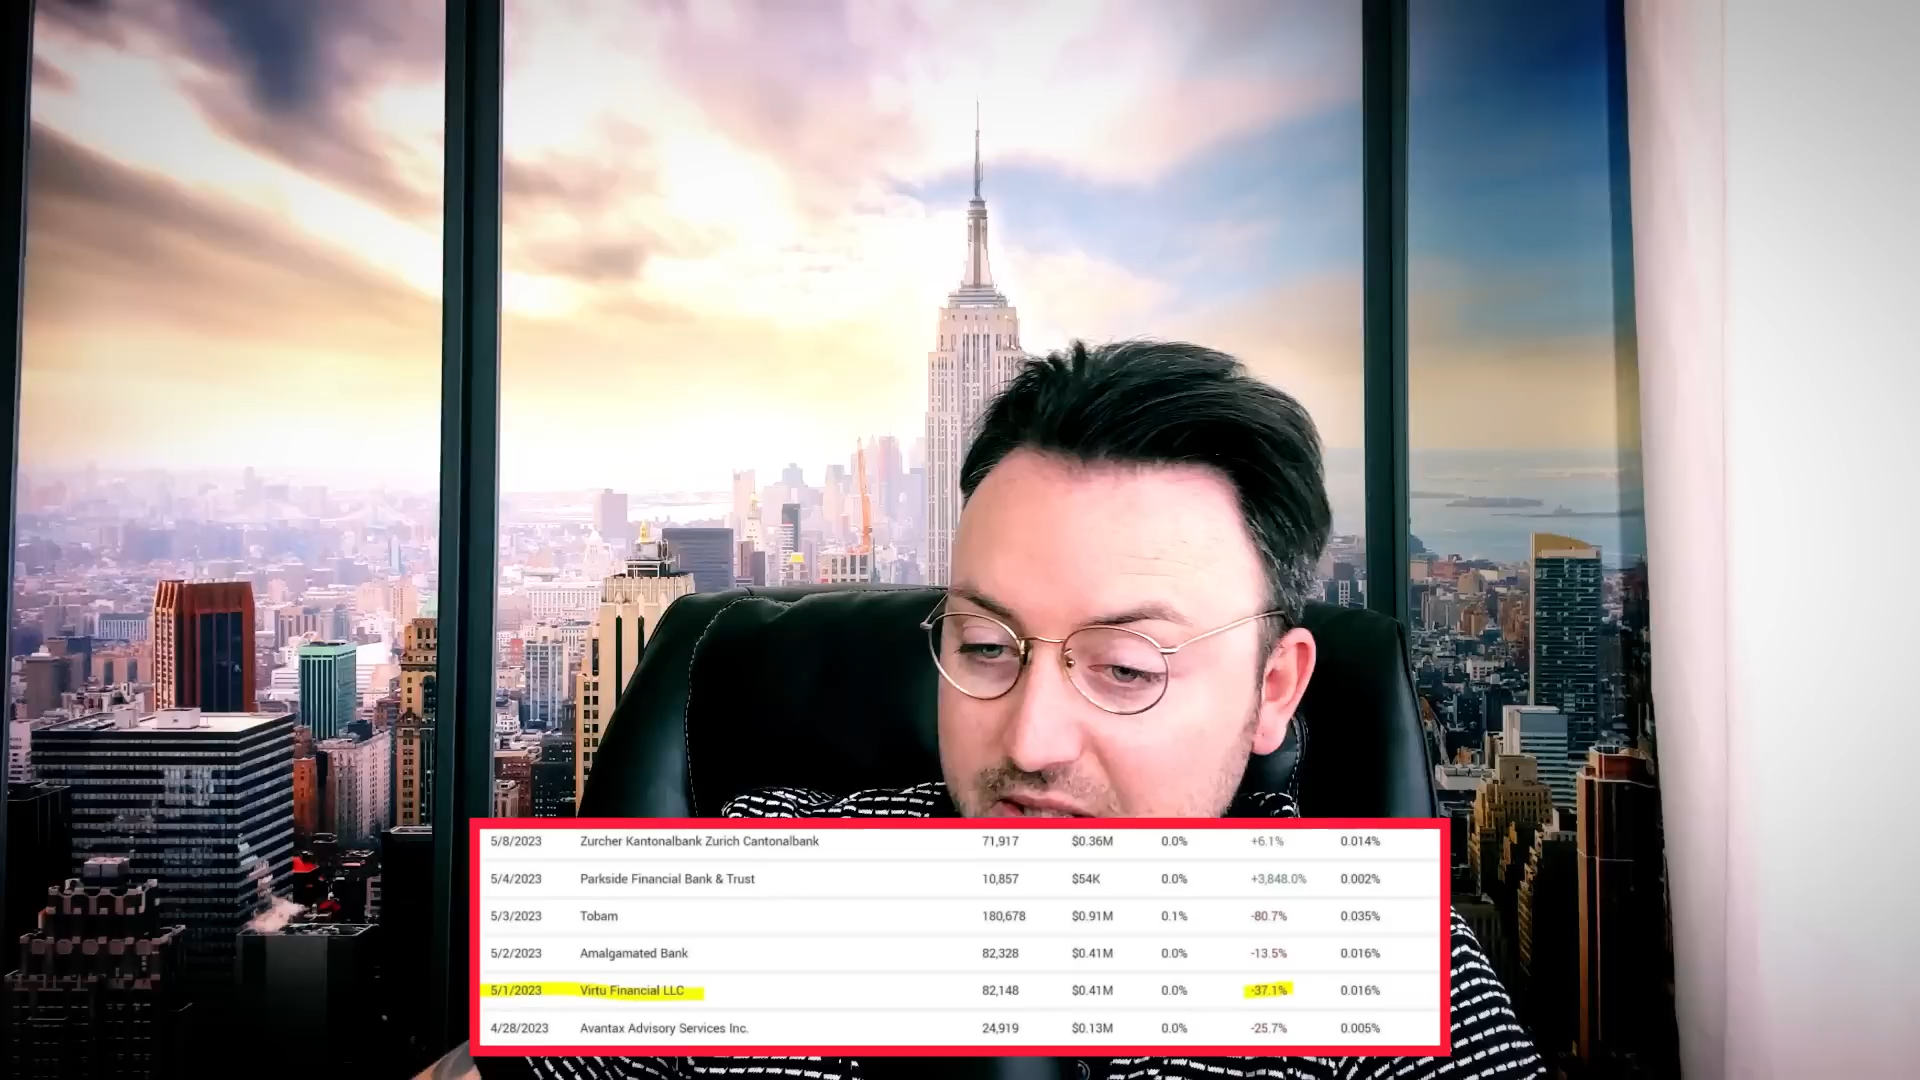 5/8/2023 Zurcher Kantonalbank Zurich Cantonalbank 71,917 $0.36M 0.0% +6.1% 0.014%
5/4/2023 Parkside Financial Bank & Trust 10,857 $54K 0.0% +3,848.0% 0.002%
5/3/2023 Tobam 180,678 $0.91M 0.1% -80.7% 0.035%
5/2/2023 Amalgamated Bank 82,328 $0.41M 0.0% -13.5% 0.016%
5/1/2023 Virtu Financial LLC 82,148 $0.41M 0.0% -37.1% 0.016%
4/28/2023 Avantax Advisory Services Inc. 24,919 $0.13M 0.0% -25.7% 0.005%